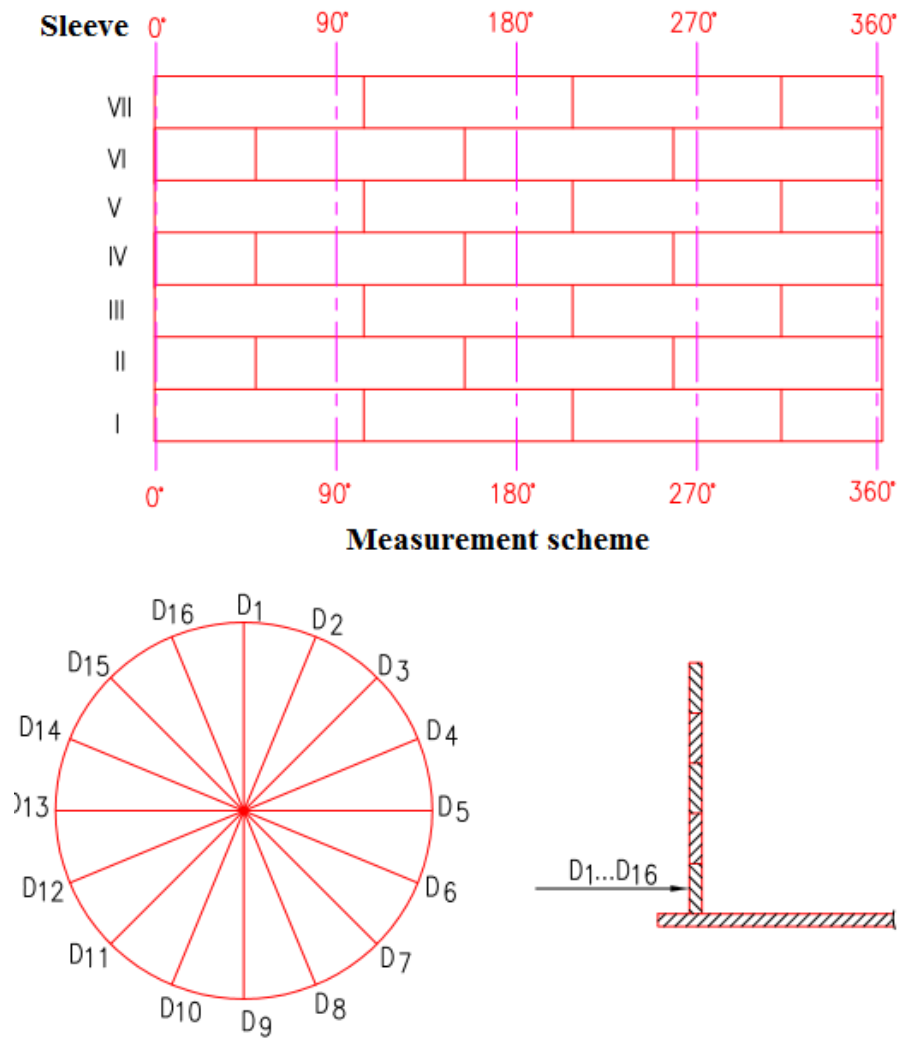 Sleeve 0° 90° 180° 270° 360°
VII
VI
V
IV
III
II
I
0° 90° 180° 270° 360°
Measurement scheme
D1
D16 D2
D15 D3
D14 D4
D13 D5
D12 D6
D11 D7
D10 D8
D9
D1...D16